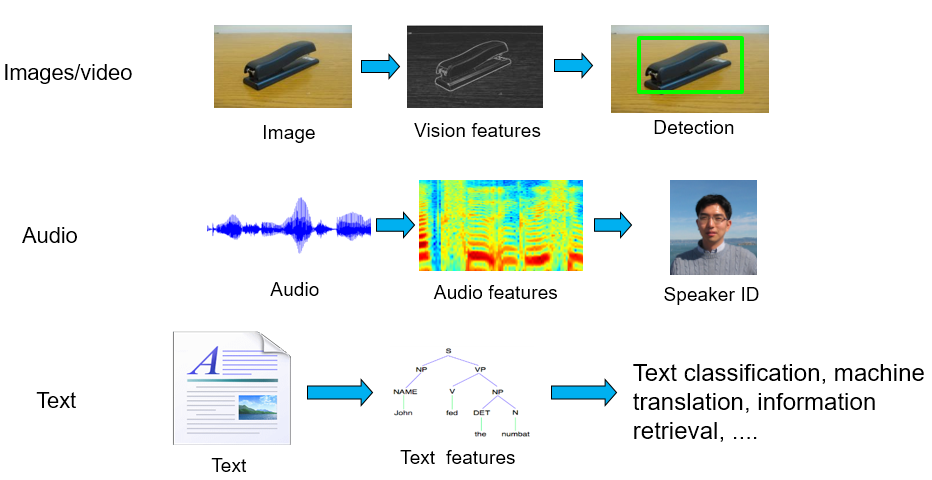 Images/video
Image
Vision features
Detection
Audio
Audio
Audio features
Speaker ID
Text
A
Text
S
NP VP
NAME V NP
John fed DET N
the numbat
Text features
Text classification, machine
translation, information
retrieval, ....